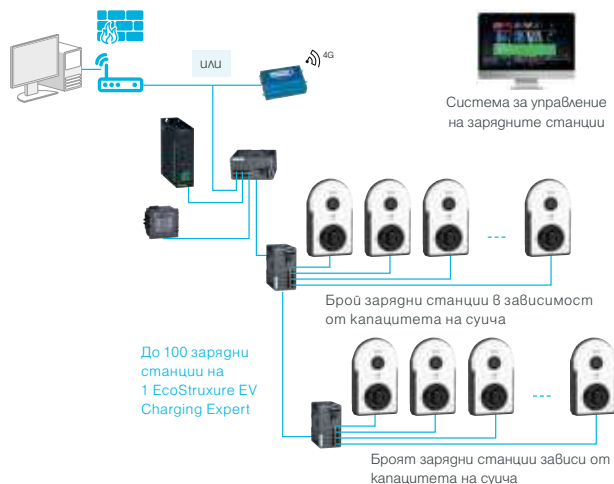 или
4G
Система за управление
на зарядните станции
Брой зарядни станции в зависимост
от капацитета на суича
До 100 зарядни
станции на
1 EcoStruxure EV
Charging Expert
Броят зарядни станции зависи от
капацитета на суича